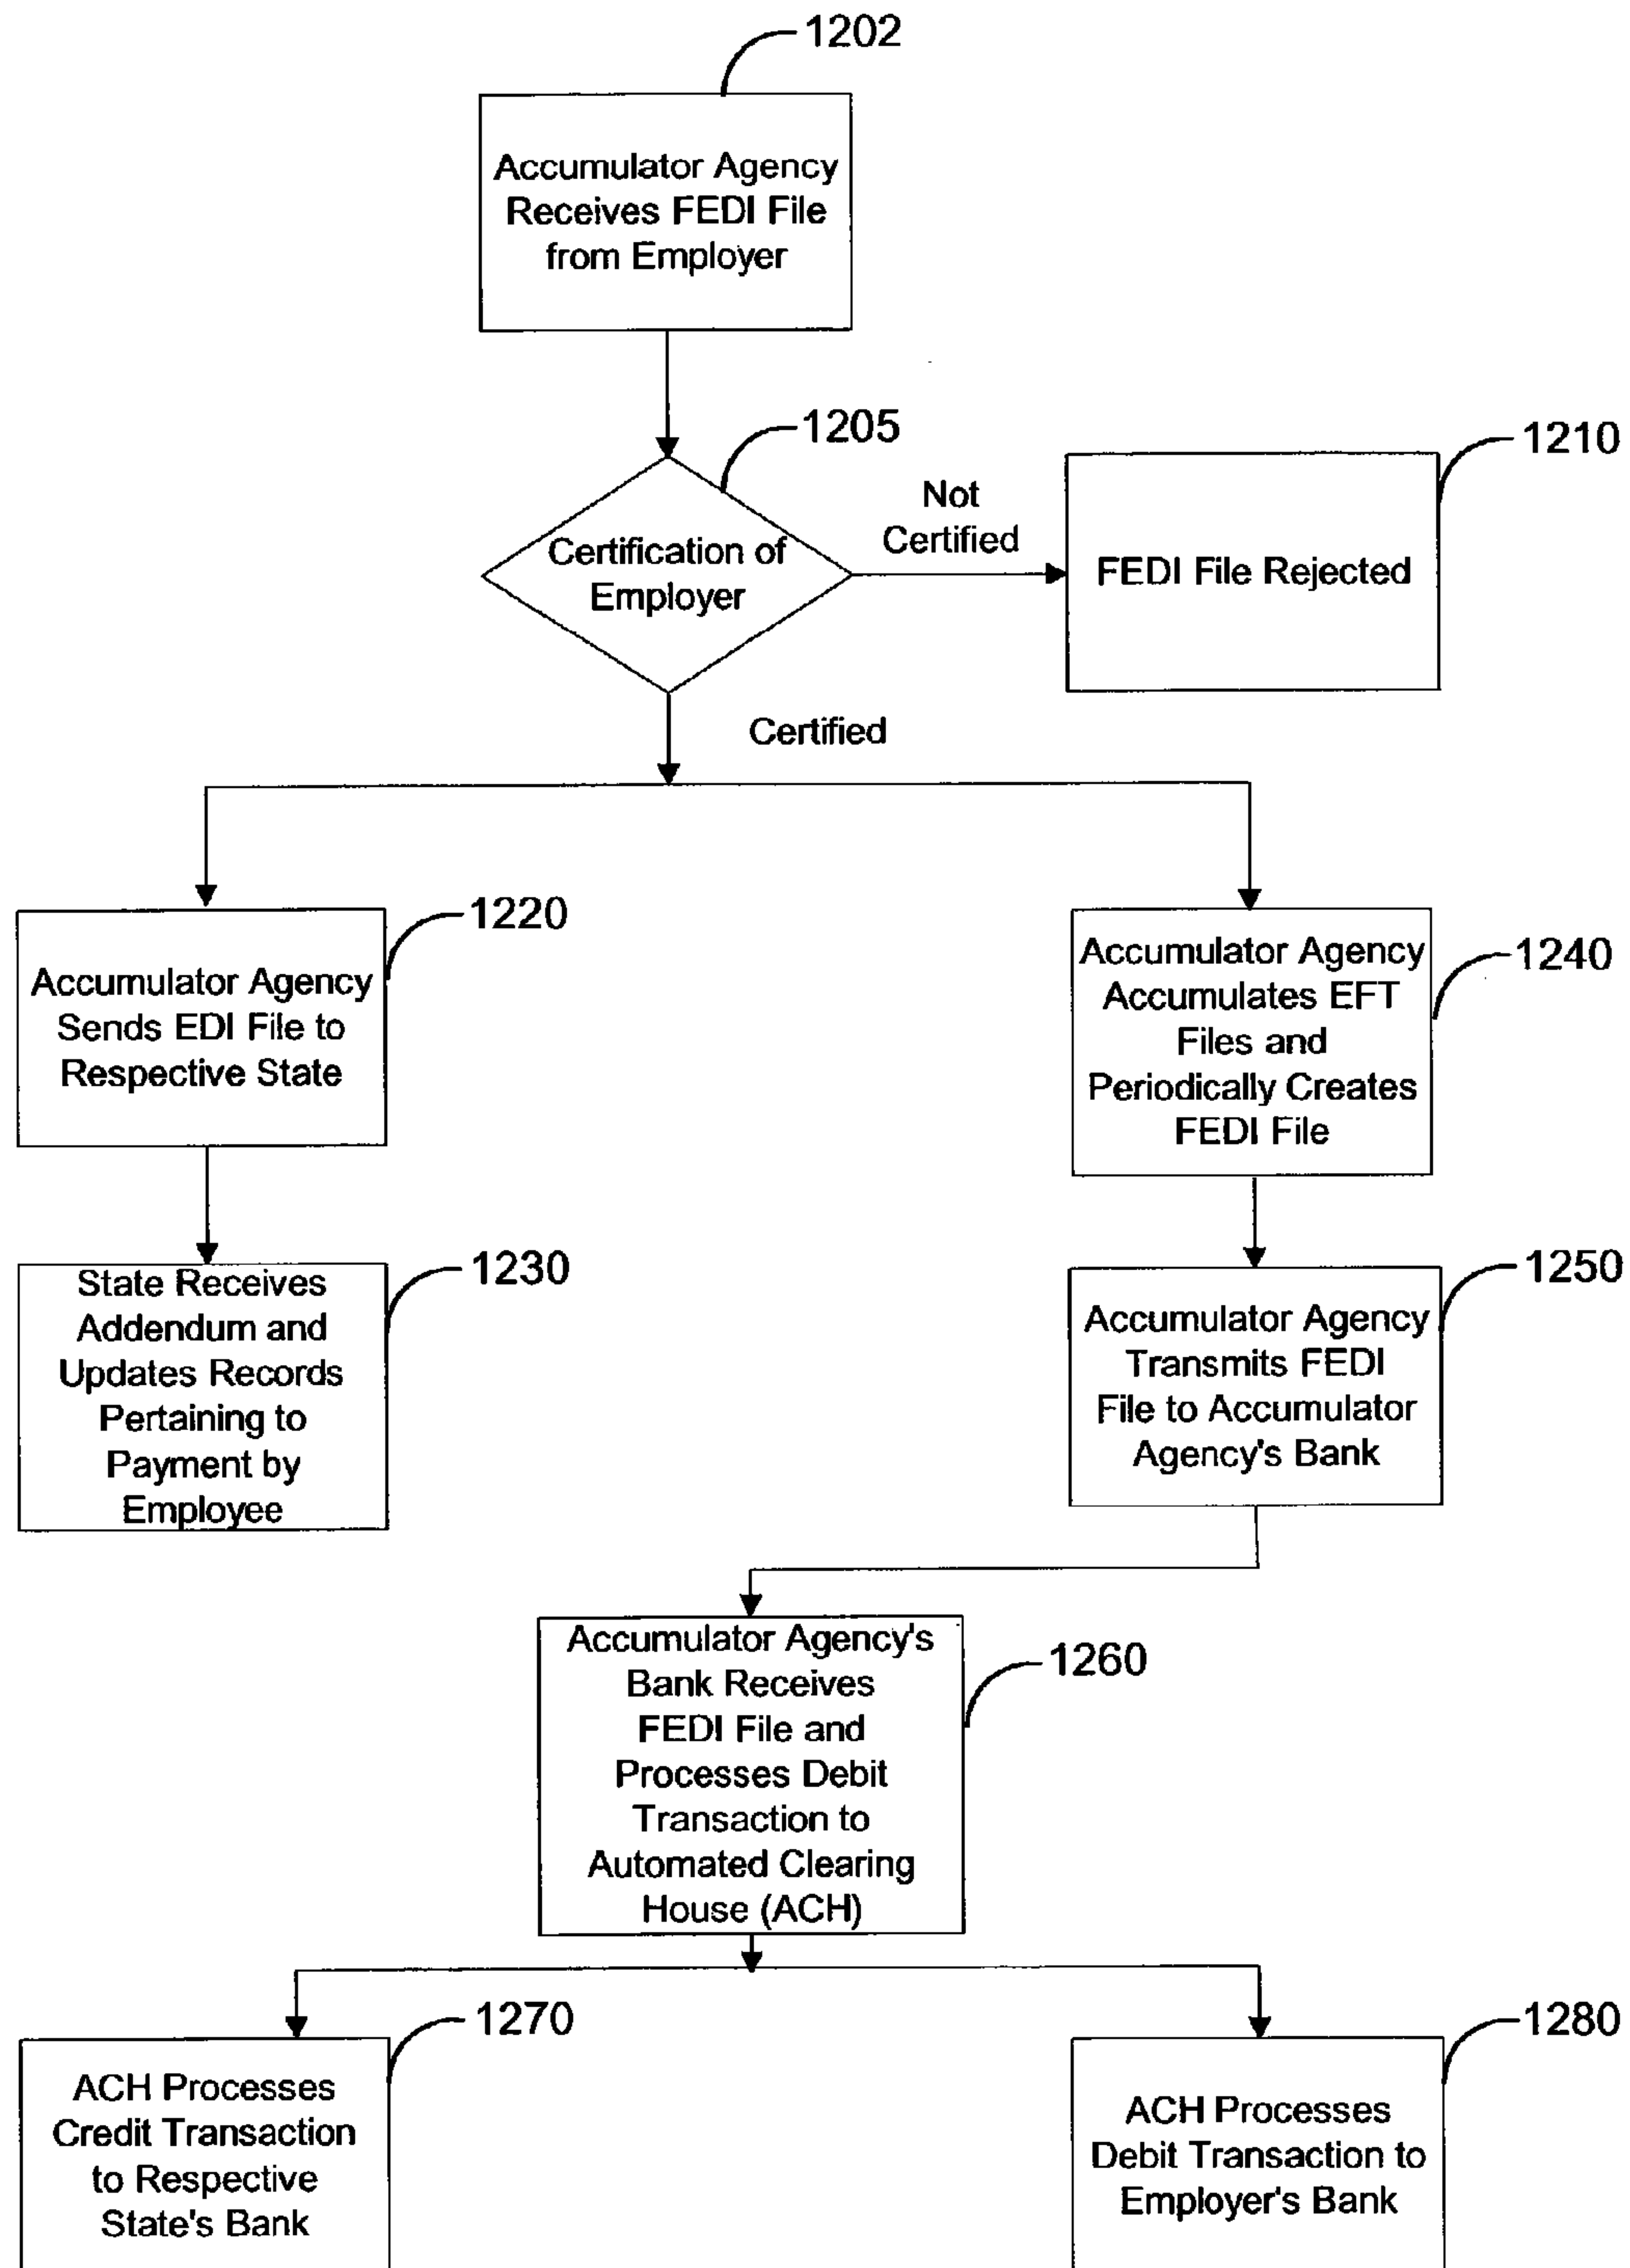 1202
Accumulator Agency
Receives FEDI File
from Employer
1205
Certification of
Employer
Not
Certified
1210
FEDI File Rejected
Certified
1220
Accumulator Agency
Sends EDI File to
Respective State
1240
Accumulator Agency
Accumulates EFT
Files and
Periodically Creates
FEDI File
1230
State Receives
Addendum and
Updates Records
Pertaining to
Payment by
Employee
1250
Accumulator Agency
Transmits FEDI
File to Accumulator
Agency's Bank
1260
Accumulator Agency's
Bank Receives
FEDI File and
Processes Debit
Transaction to
Automated Clearing
House (ACH)
1270
ACH Processes
Credit Transaction
to Respective
State's Bank
1280
ACH Processes
Debit Transaction to
Employer's Bank